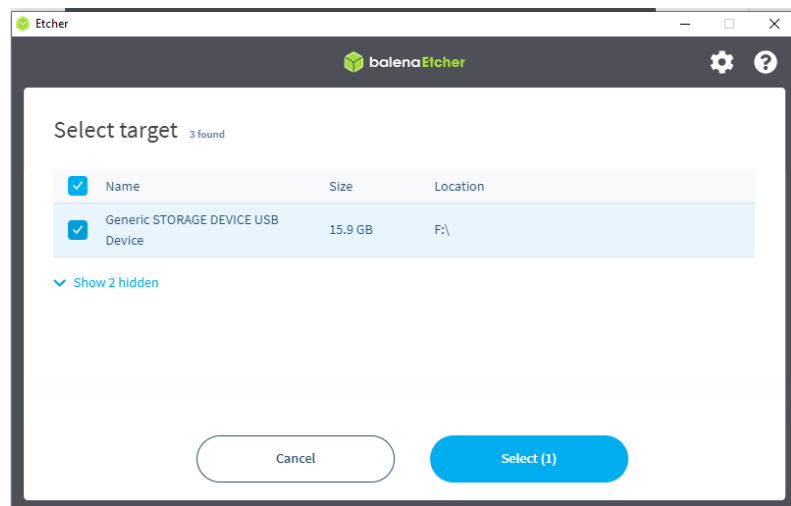 Etcher
balenaEtcher
Select target 3 found
Name Size Location
Generic STORAGE DEVICE USB
Device 15.9 GB F:\
Show 2 hidden
Cancel Select (1)